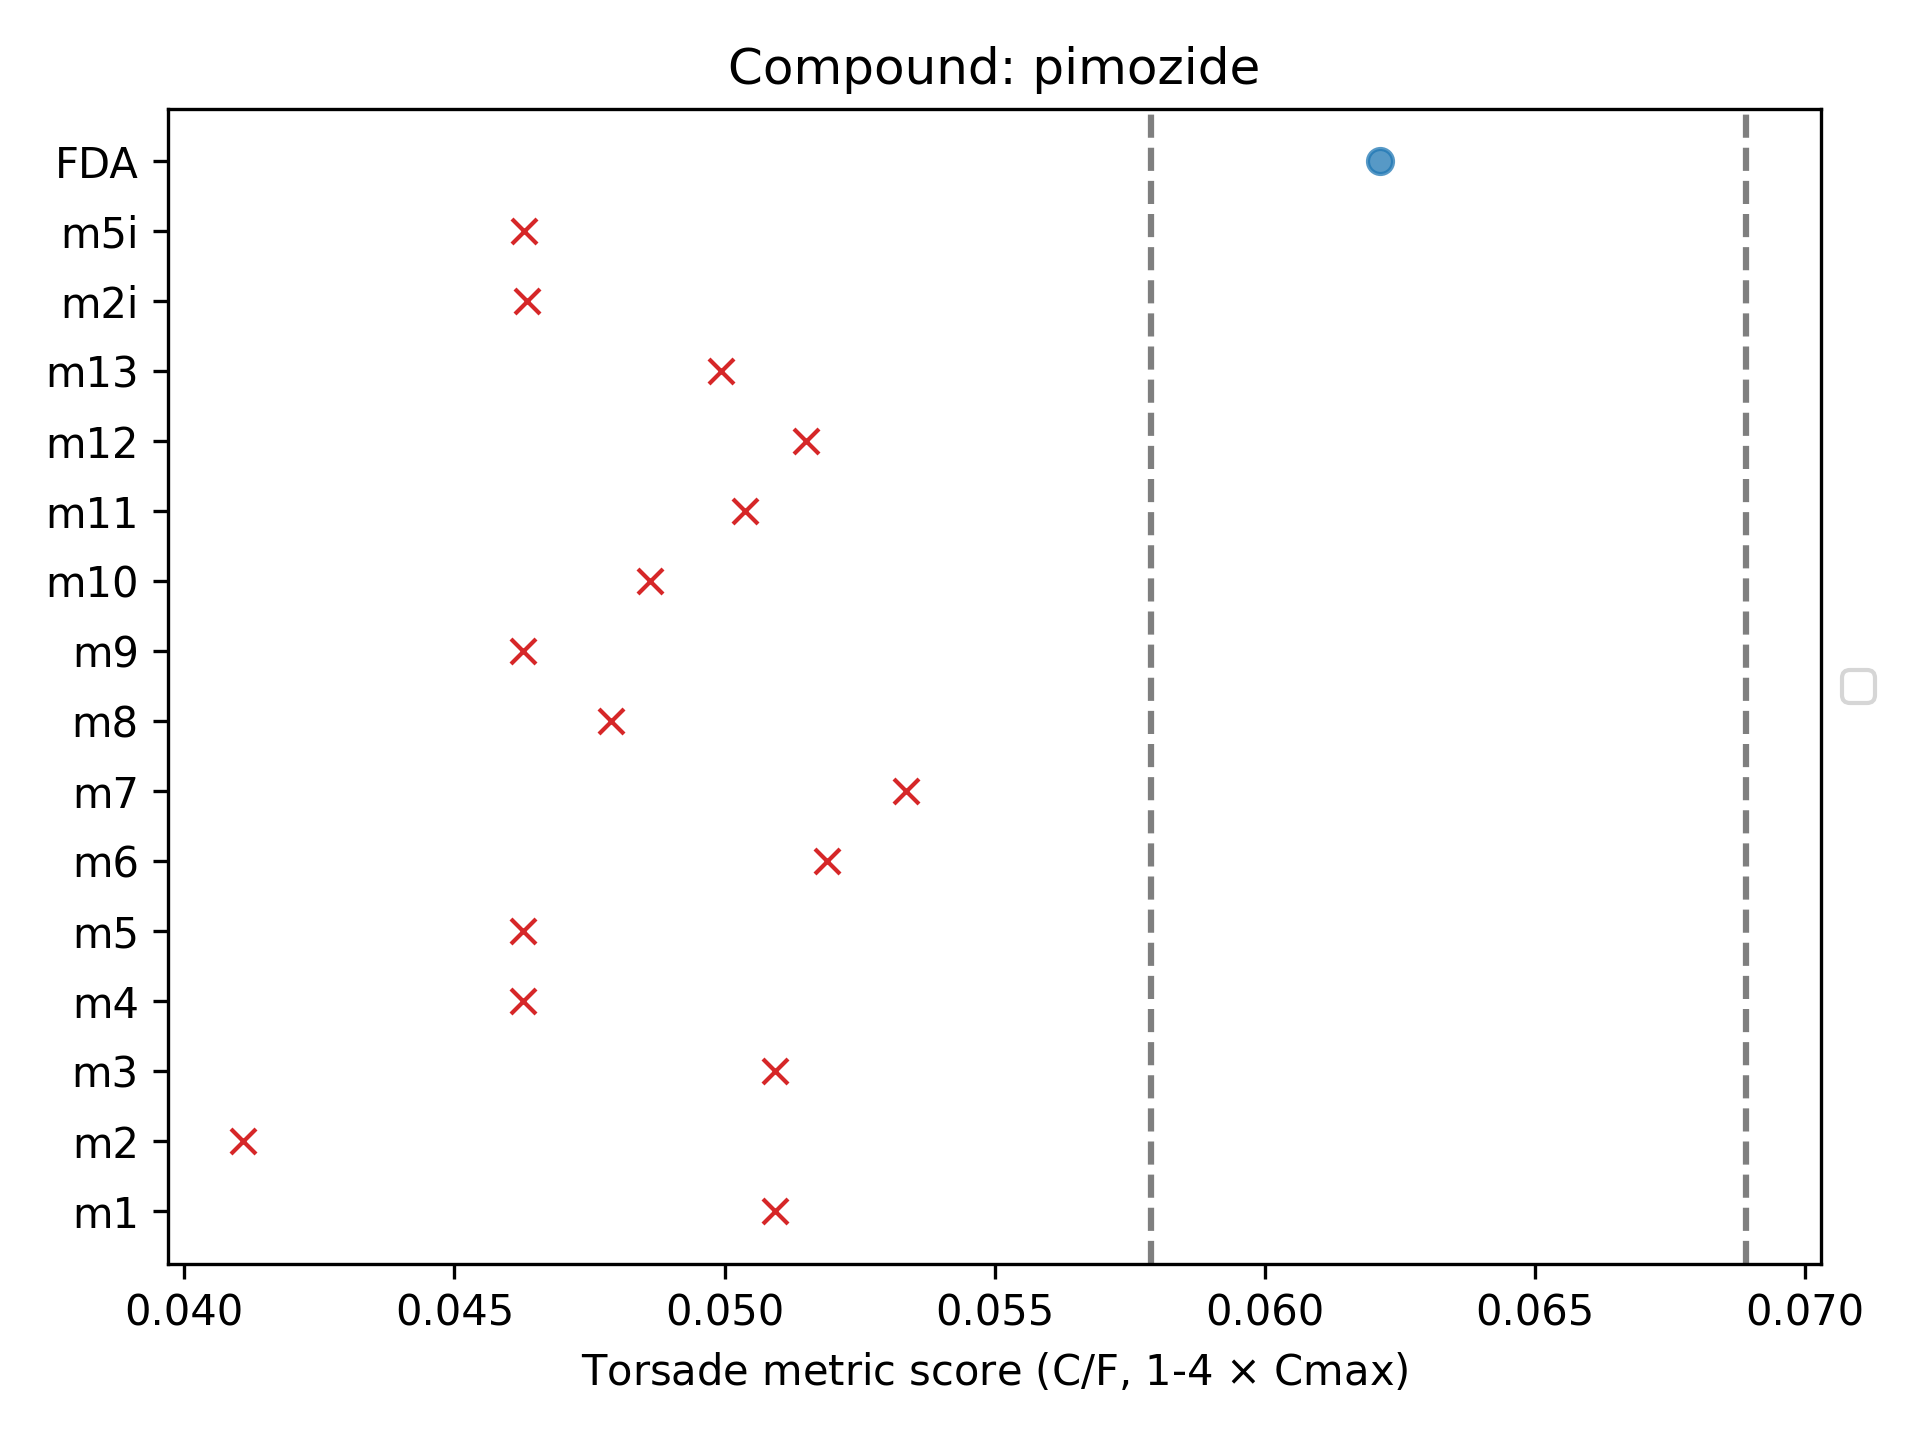 Compound: pimozide
FDA
m5i
m2i
m13
m12
m11
m10
m9
m8
m7
m6
m5
m4
m3
m2
m1
0.040 0.045 0.050 0.055 0.060 0.065 0.070
Torsade metric score (C/F, 1-4 × Cmax)